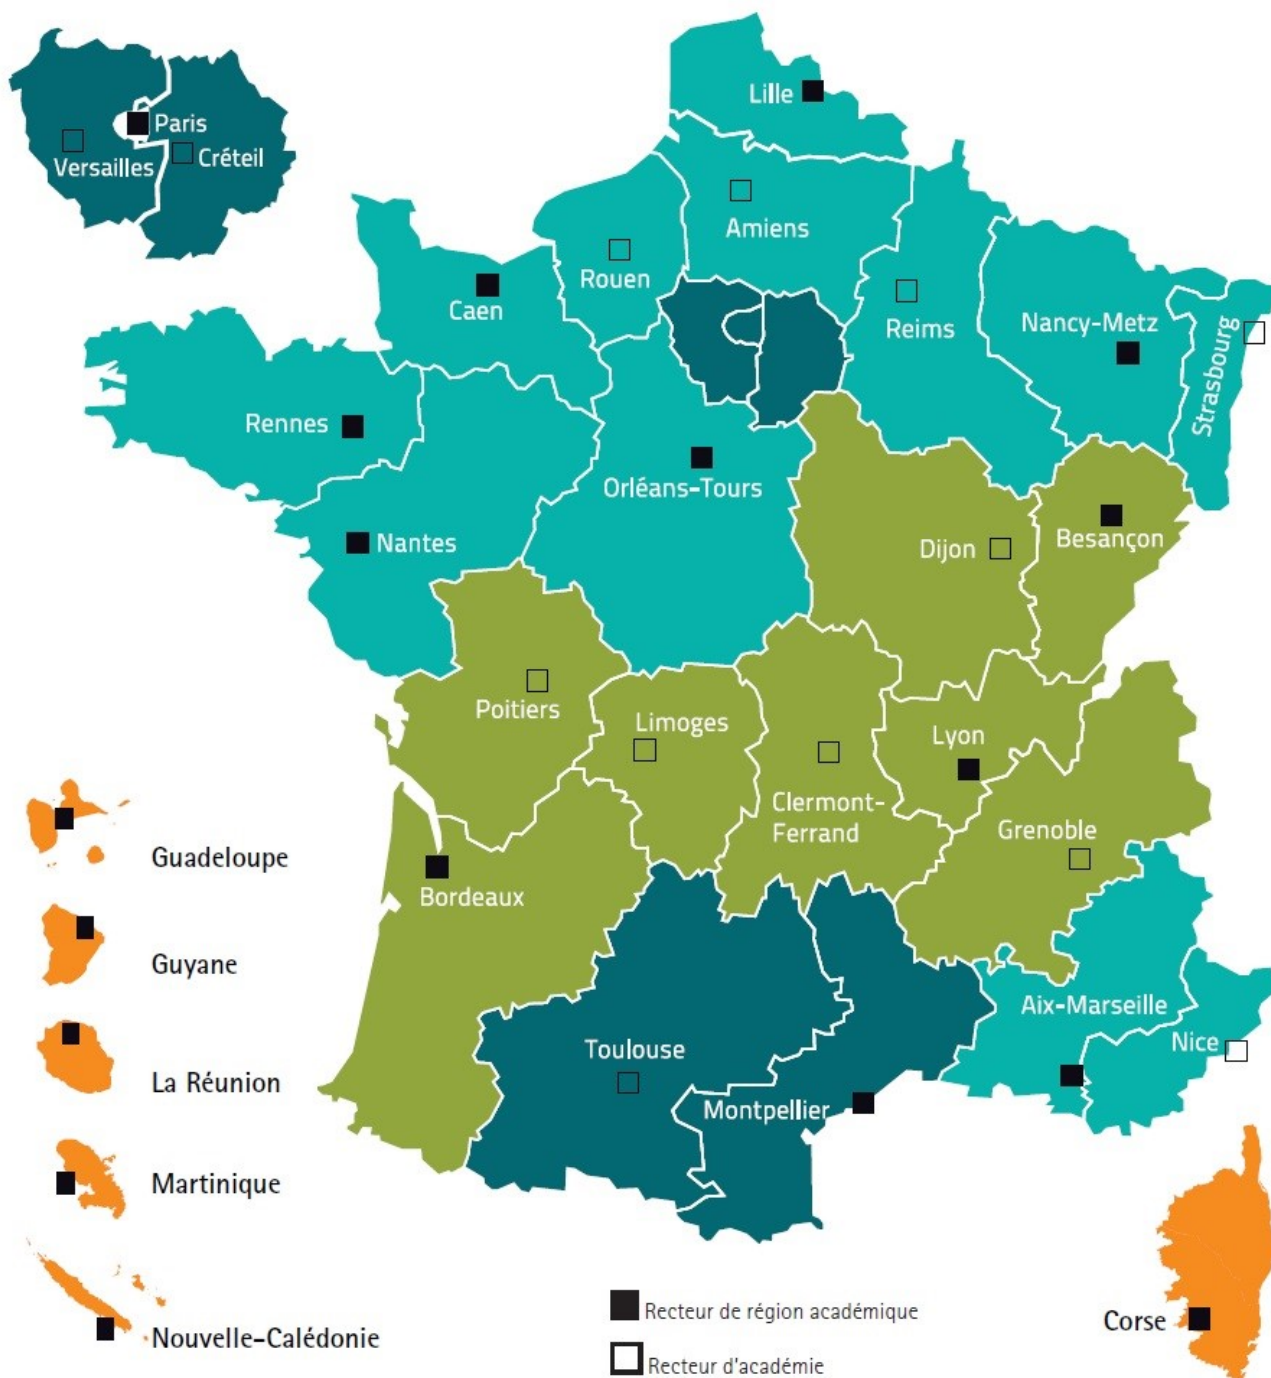 Lille
Paris
Versailles
Créteil
Amiens
Rouen
Caen
Reims
Nancy-Metz
Strasbourg
Rennes
Orléans-Tours
Nantes
Dijon
Besançon
Poitiers
Limoges
Lyon
Clermont-
Ferrand
Grenoble
Guadeloupe
Bordeaux
Guyane
Aix-Marseille
Nice
Toulouse
La Réunion
Montpellier
Martinique
Recteur de région académique
Corse
Nouvelle-Calédonie
Recteur d'académie